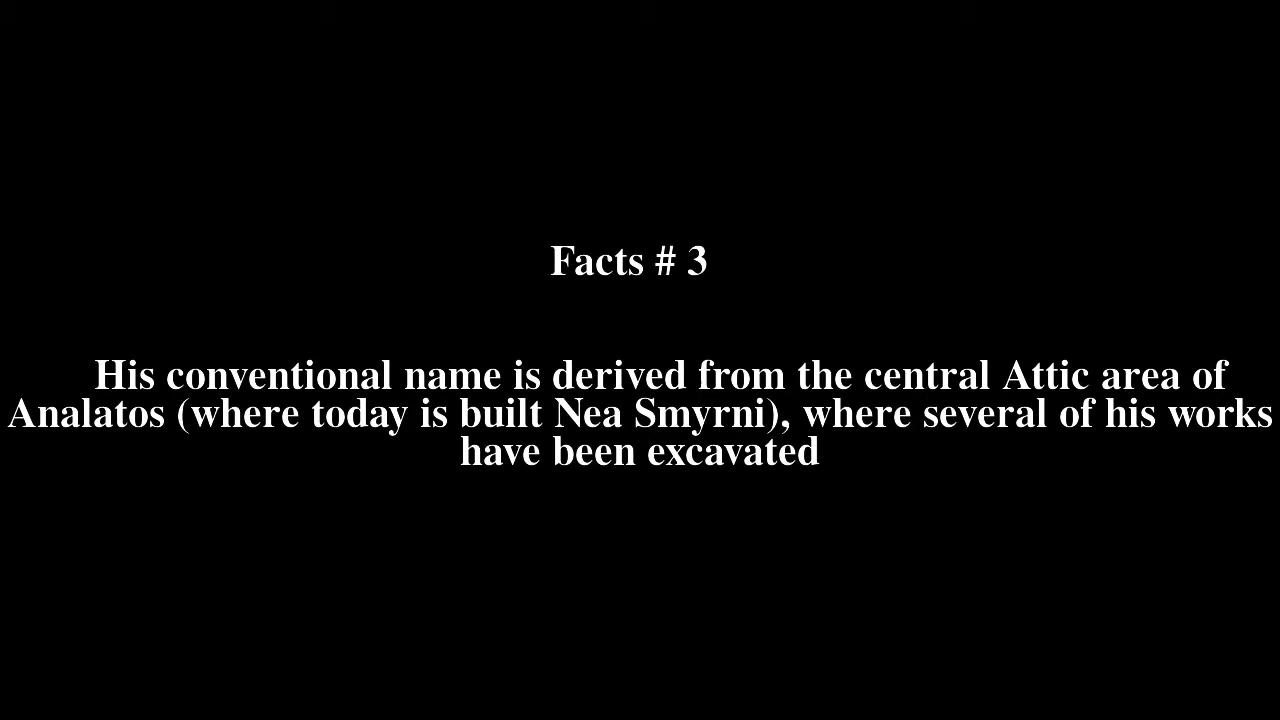 Facts # 3
His conventional name is derived from the central Attic area of
Analatos (where today is built Nea Smyrni), where several of his works
have been excavated